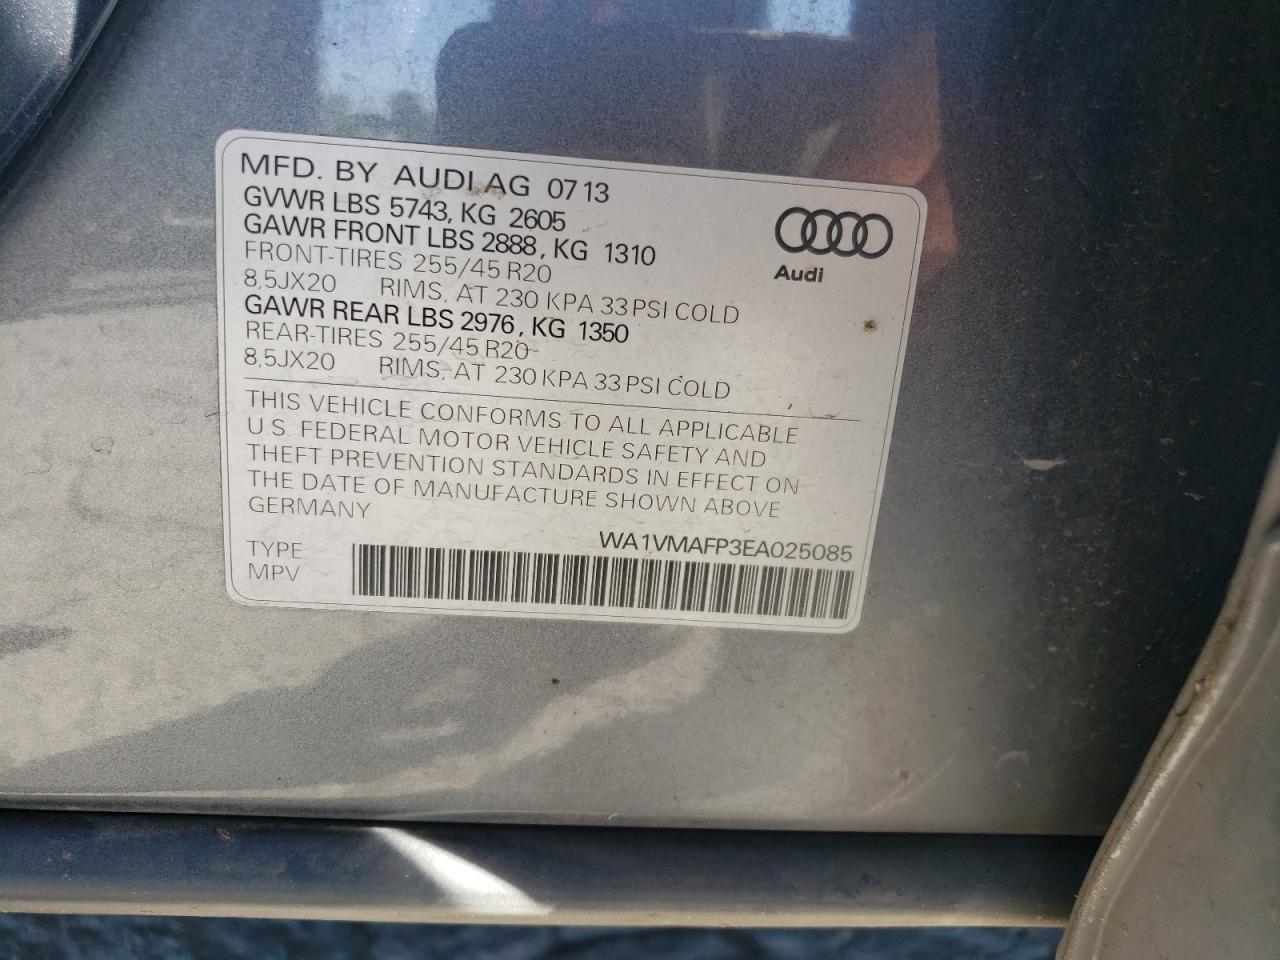 MFD. BY AUDI AG 07 13
GVWR LBS 5743, KG 2605
GAWR FRONT LBS 2888, KG 1310
FRONT-TIRES 255/45 R20
8,5JX20 RIMS, AT 230 KPA 33 PSI COLD
GAWR REAR LBS 2976, KG 1350
REAR-TIRES 255/45 R20
8,5JX20 RIMS, AT 230 KPA 33 PSI COLD
Audi
THIS VEHICLE CONFORMS TO ALL APPLICABLE
U.S. FEDERAL MOTOR VEHICLE SAFETY AND
THEFT PREVENTION STANDARDS IN EFFECT ON
THE DATE OF MANUFACTURE SHOWN ABOVE
GERMANY
WA1VMAFP3EA025085
TYPE:
MPV